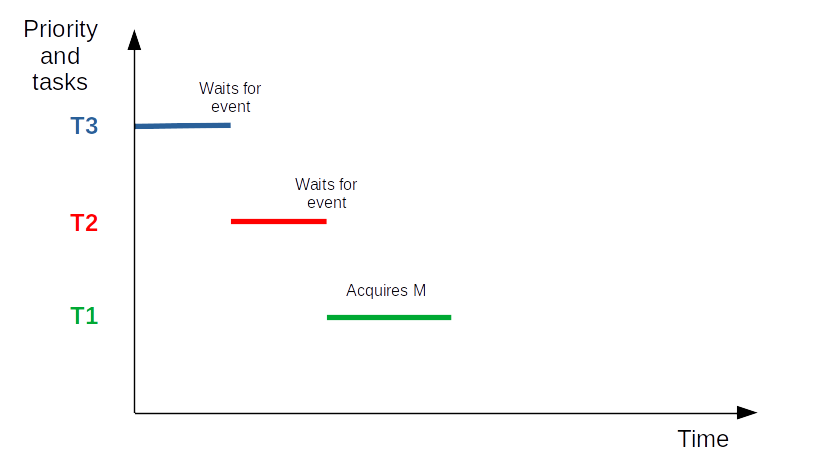 Priority
and
tasks
Waits for
event
T3
Waits for
event
T2
Acquires M
T1
Time